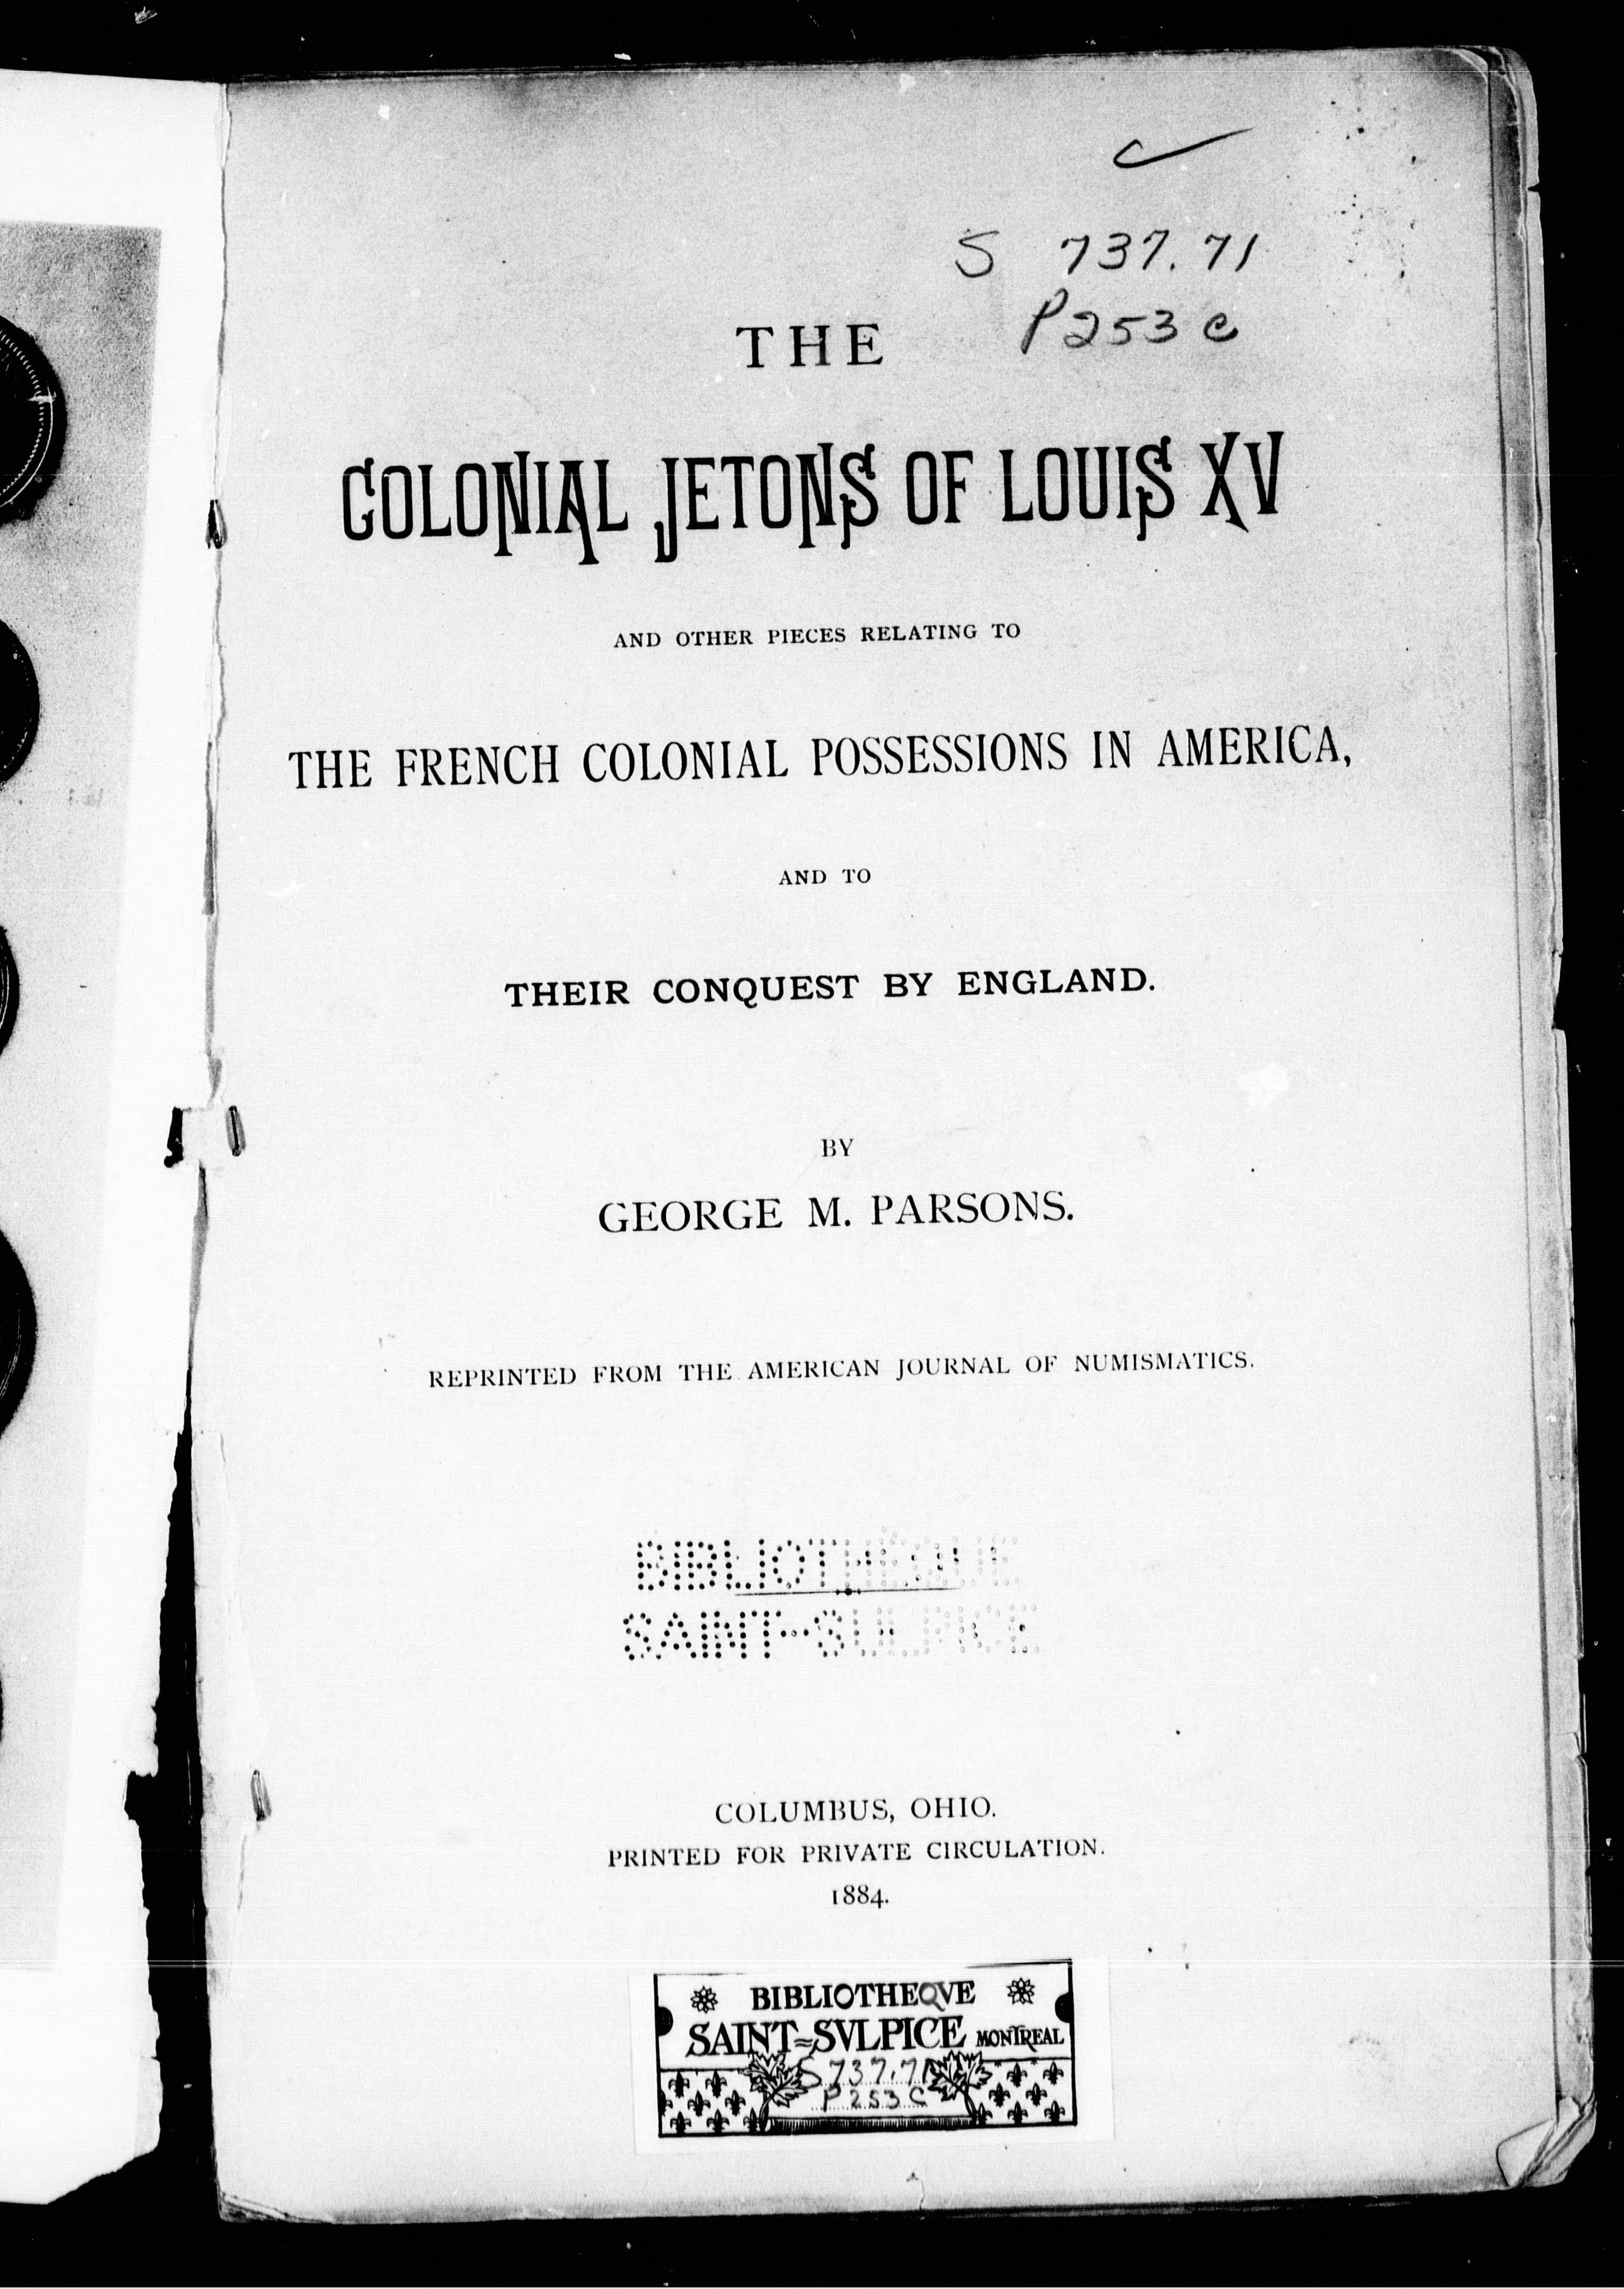 S 737.71
P253c
THE
COLONIAL JETONS OF LOUIS XV
AND OTHER PIECES RELATING TO
THE FRENCH COLONIAL POSSESSIONS IN AMERICA,
AND TO
THEIR CONQUEST BY ENGLAND.
BY
GEORGE M. PARSONS.
REPRINTED FROM THE AMERICAN JOURNAL OF NUMISMATICS.
BIBLIOTHÈQUE
SAINT-SULPICE
COLUMBUS, OHIO.
PRINTED FOR PRIVATE CIRCULATION.
1884.
BIBLIOTHEQVE
SAINT=SVLPICE MONTREAL
S 737.71
P253c